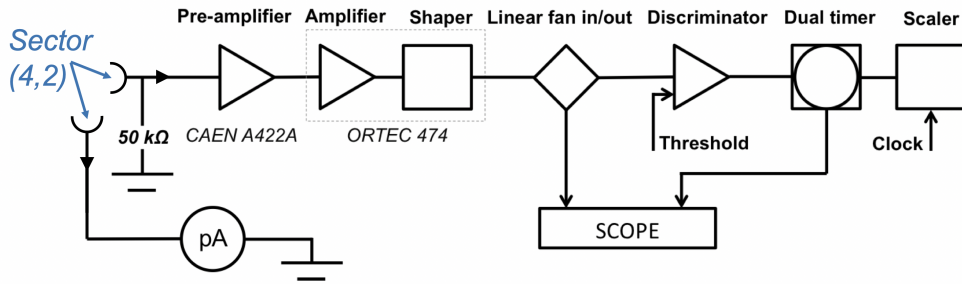 Pre-amplifier
Amplifier
Shaper
Linear fan in/out
Discriminator
Dual timer
Scaler
Sector
(4,2)
50 kΩ
CAEN A422A
ORTEC 474
Threshold
Clock
SCOPE
pA